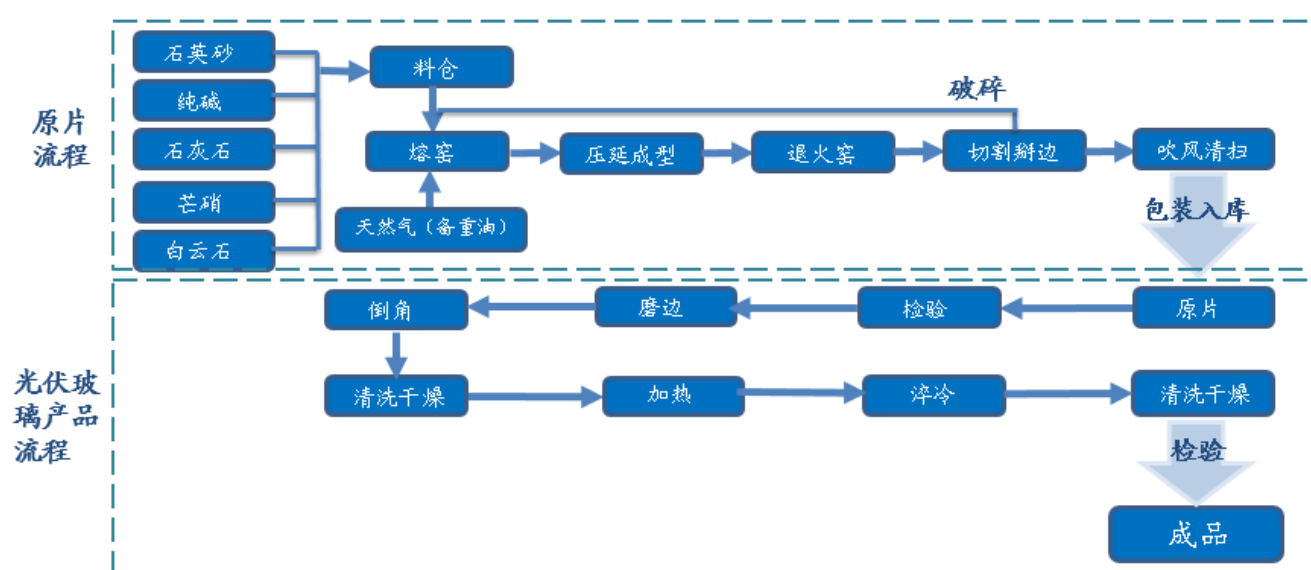 原片
流程
石英砂
纯碱
石灰石
芒硝
白云石
料仓
破碎
熔窑
压延成型
退火窑
切割掰边
吹风清扫
天然气（备重油）
包装入库
光伏玻
璃产品
流程
原片
检验
磨边
倒角
清洗干燥
加热
淬冷
清洗干燥
检验
成品